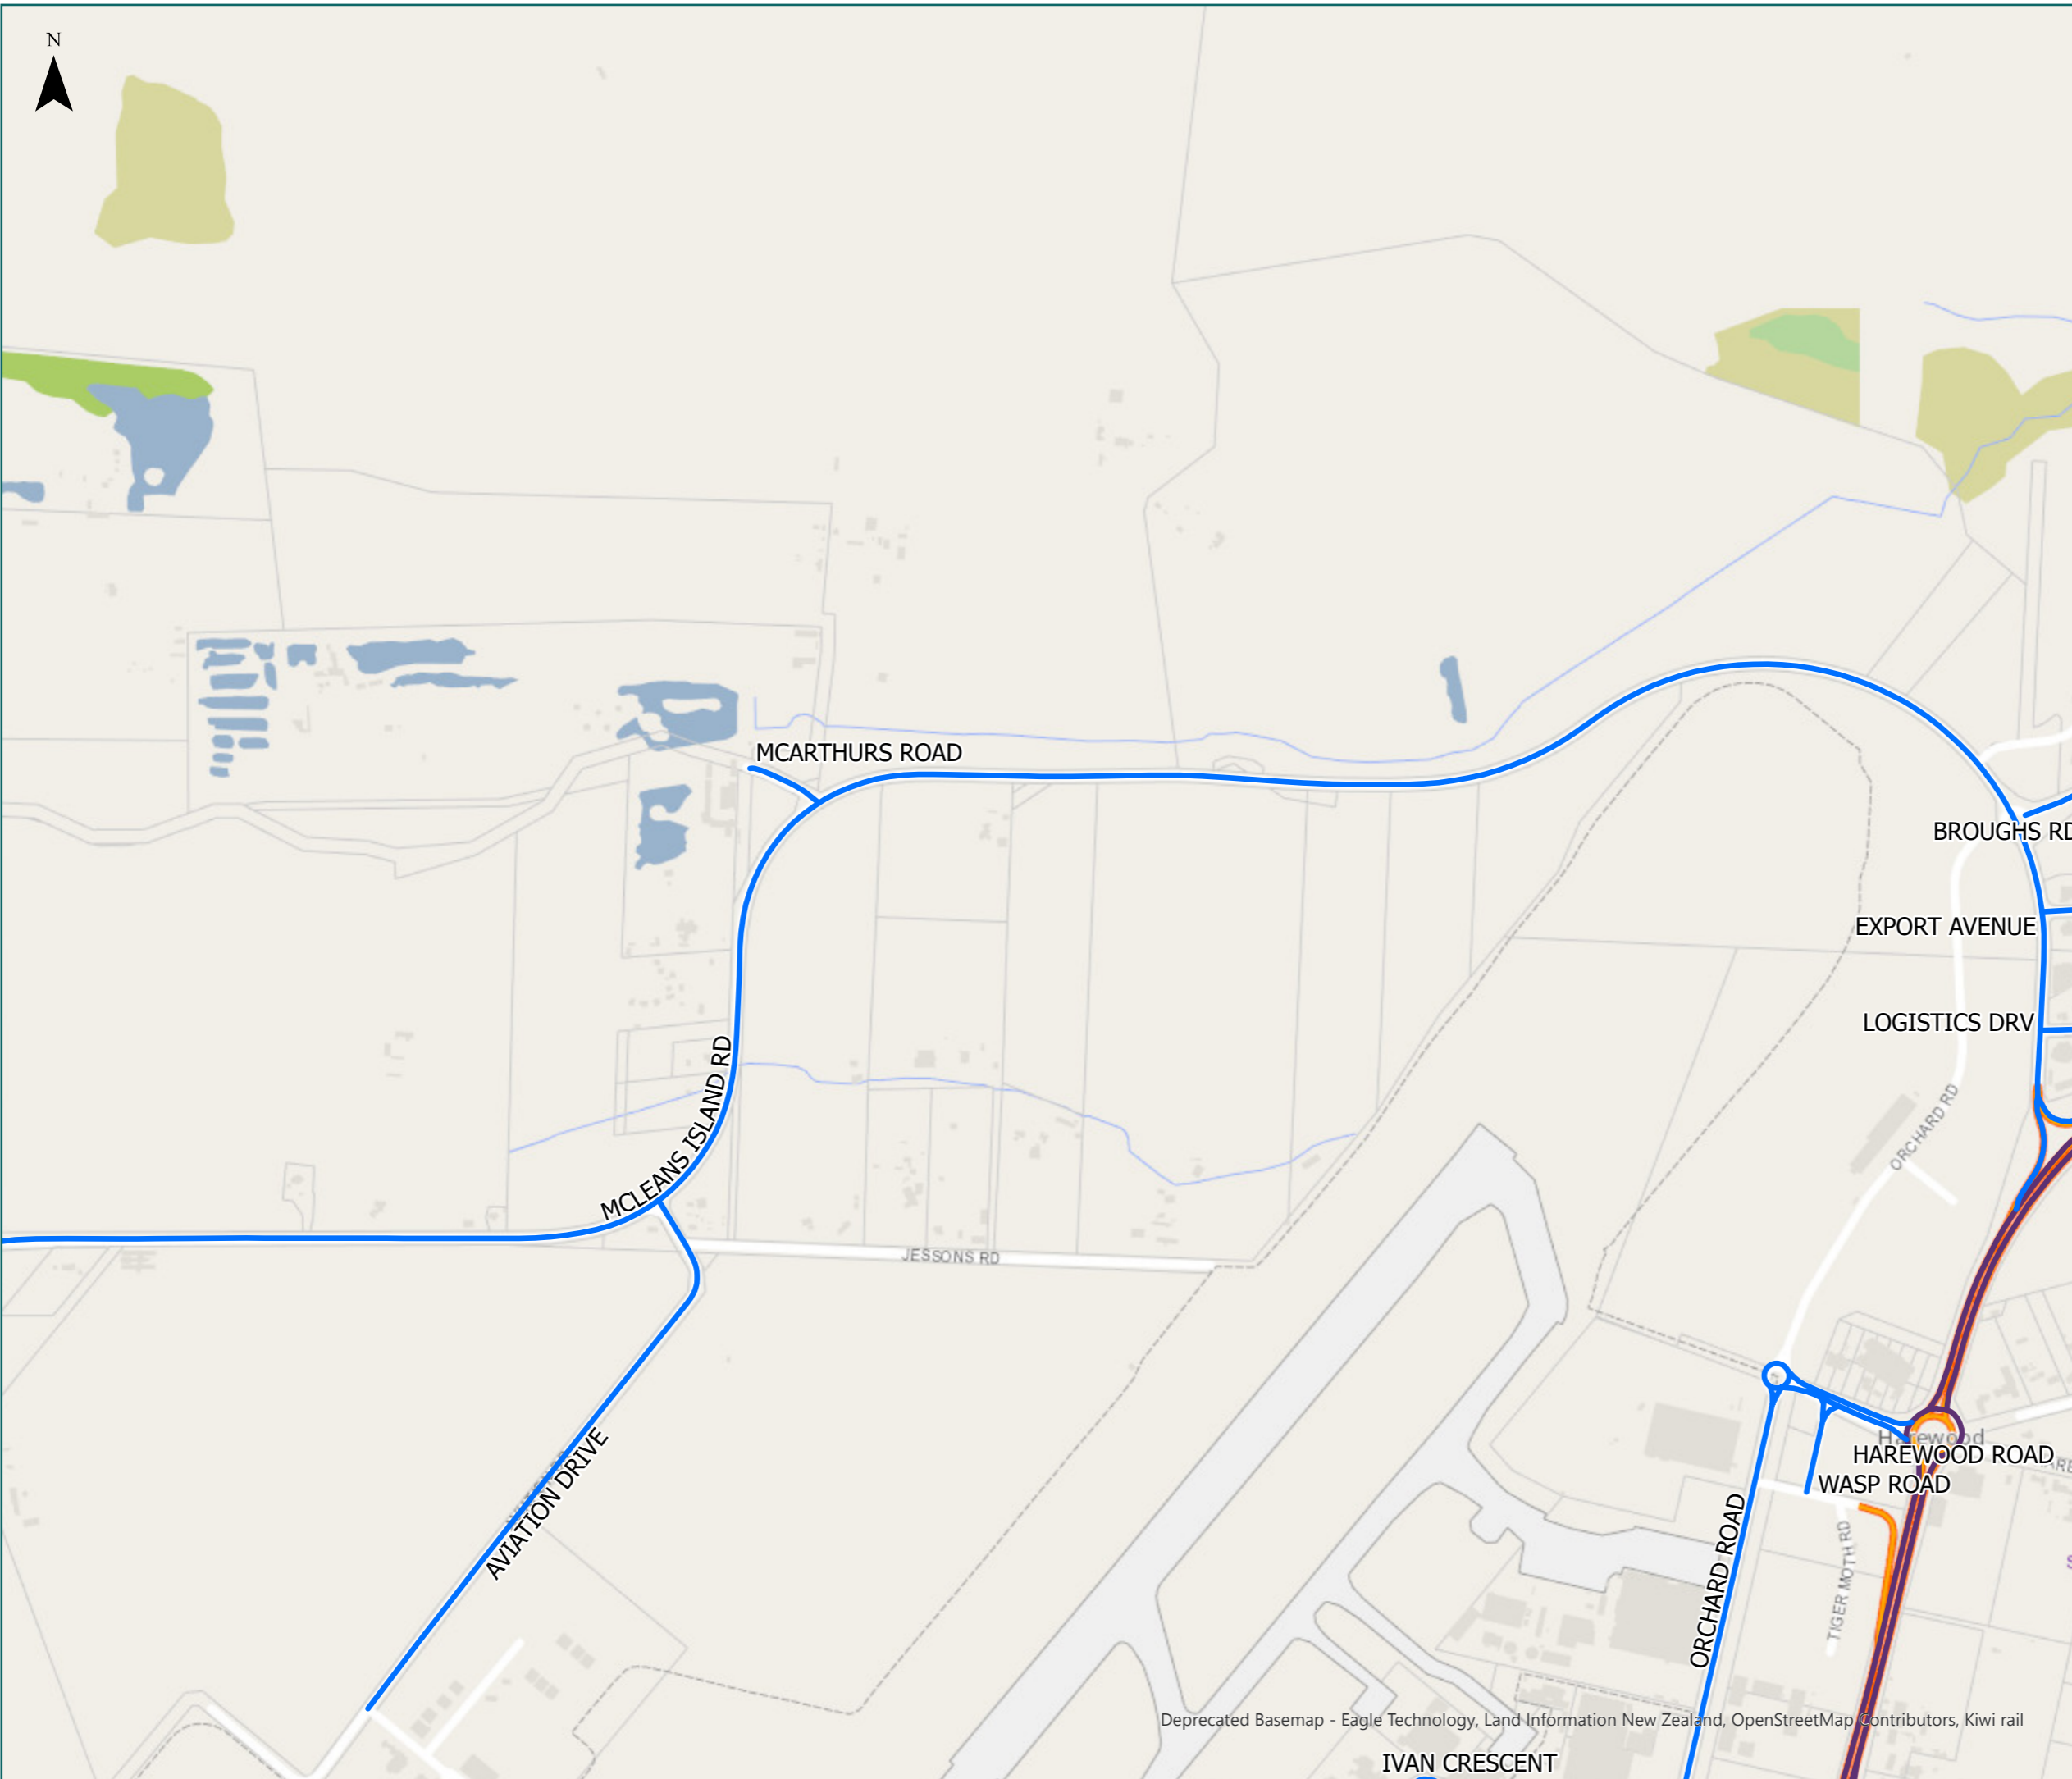 N
MCARTHURS ROAD
BROUGHS RD
EXPORT AVENUE
LOGISTICS DRV
MCLEANS ISLAND RD
ORCHARD RD
JESSONS RD
Harewood
HAREWOOD ROAD
WASP ROAD
AVIATION DRIVE
ORCHARD ROAD
TIGER MOTH RD
Deprecated Basemap - Eagle Technology, Land Information New Zealand, OpenStreetMap Contributors, Kiwi rail
IVAN CRESCENT